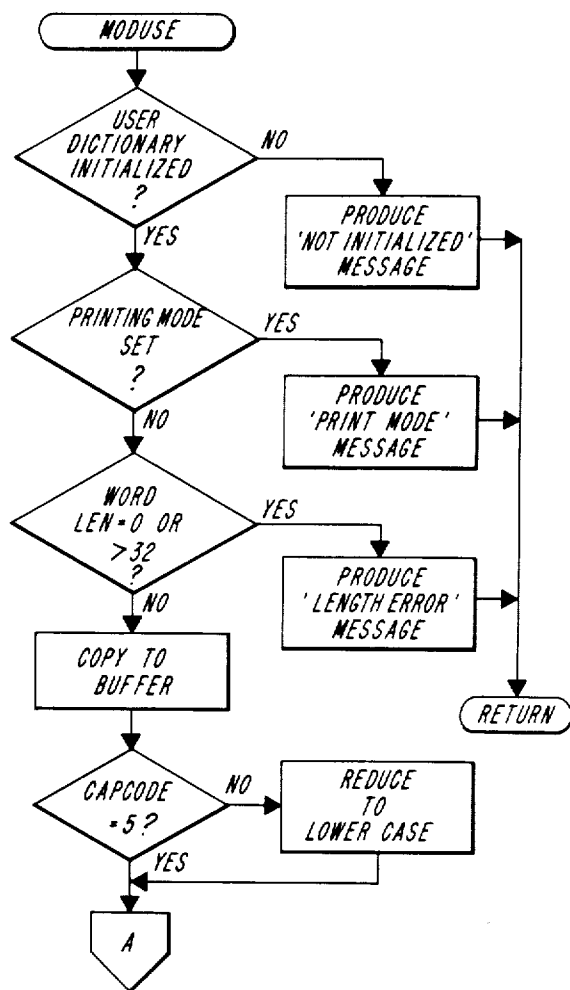 MODUSE
USER
DICTIONARY
INITIALIZED
?
NO
YES
PRODUCE
'NOT INITIALIZED'
MESSAGE
PRINTING MODE
SET
?
YES
NO
PRODUCE
'PRINT MODE'
MESSAGE
WORD
LEN=0 OR
>32
?
YES
NO
PRODUCE
'LENGTH ERROR'
MESSAGE
COPY TO
BUFFER
RETURN
CAPCODE
=5?
NO
YES
REDUCE
TO
LOWER CASE
A